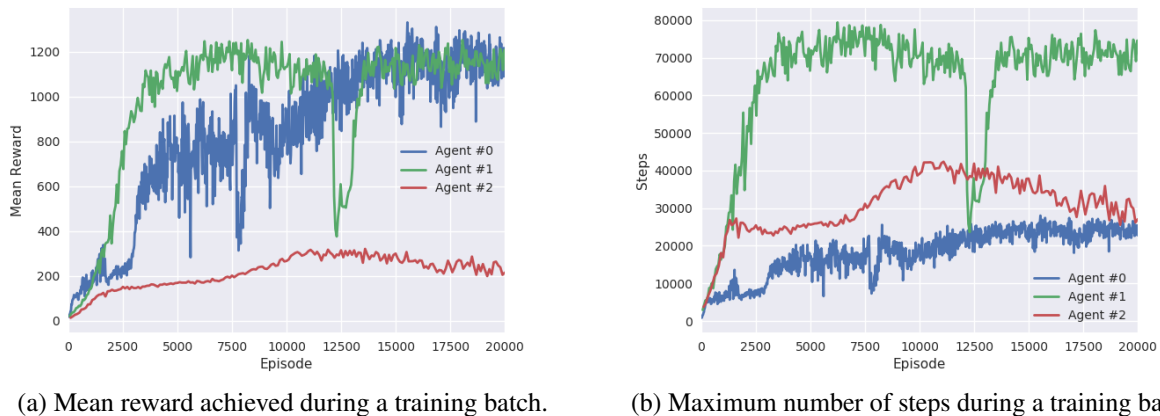 1200
1000
800
600
400
200
0
Mean Reward
Agent #0
Agent #1
Agent #2
0 2500 5000 7500 10000 12500 15000 17500 20000
Episode
(a) Mean reward achieved during a training batch.
80000
70000
60000
50000
40000
30000
20000
10000
0
Steps
Agent #0
Agent #1
Agent #2
0 2500 5000 7500 10000 12500 15000 17500 20000
Episode
(b) Maximum number of steps during a training ba